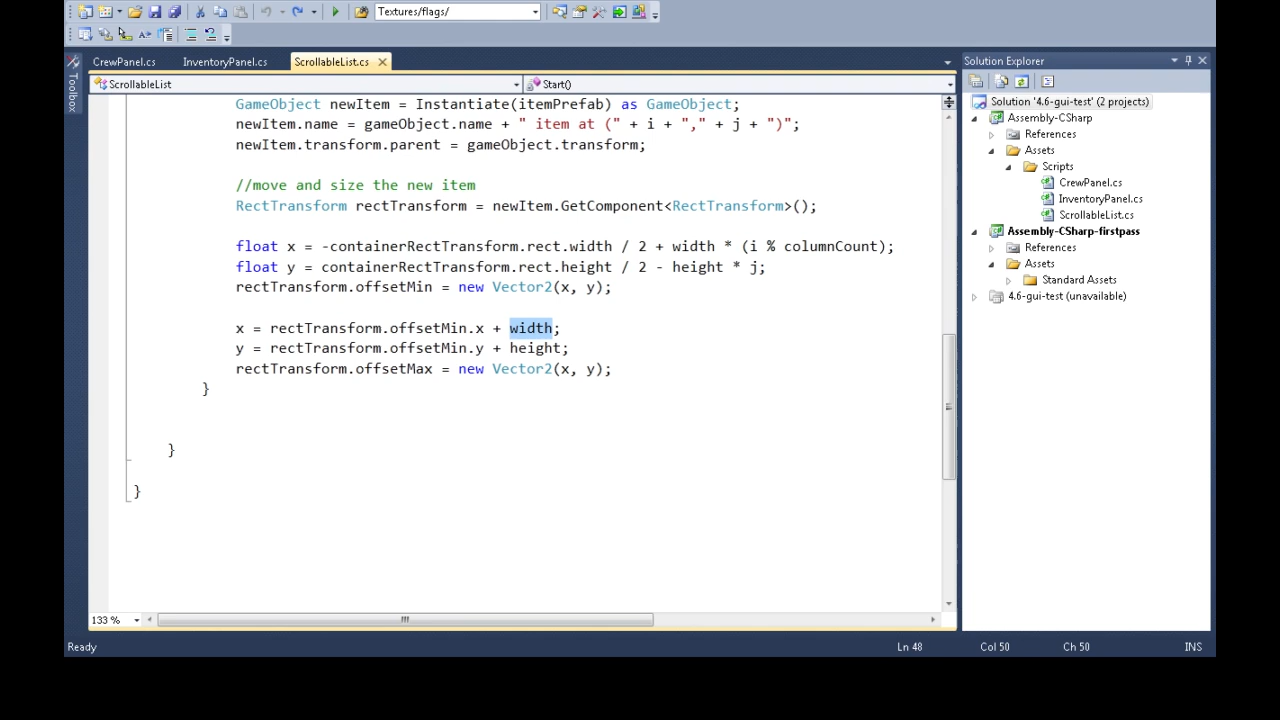 Textures/flags/
CrewPanel.cs
InventoryPanel.cs
ScrollableList.cs
Toolbox
ScrollableList
Start()
GameObject newItem = Instantiate(itemPrefab) as GameObject;
newItem.name = gameObject.name + " item at (" + i + "," + j + ")";
newItem.transform.parent = gameObject.transform;
//move and size the new item
RectTransform rectTransform = newItem.GetComponent<RectTransform>();
float x = -containerRectTransform.rect.width / 2 + width * (i % columnCount);
float y = containerRectTransform.rect.height / 2 - height * j;
rectTransform.offsetMin = new Vector2(x, y);
x = rectTransform.offsetMin.x + width;
y = rectTransform.offsetMin.y + height;
rectTransform.offsetMax = new Vector2(x, y);
}
}
}
133 %
Solution Explorer
Solution '4.6-gui-test' (2 projects)
Assembly-CSharp
References
Assets
Scripts
CrewPanel.cs
InventoryPanel.cs
ScrollableList.cs
Assembly-CSharp-firstpass
References
Assets
Standard Assets
4.6-gui-test (unavailable)
Ready
Ln 48
Col 50
Ch 50
INS